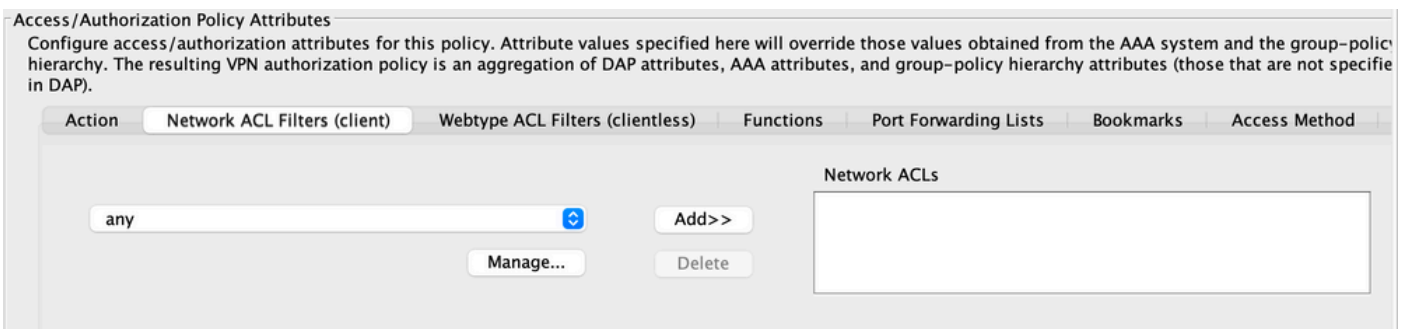 Access/Authorization Policy Attributes
Configure access/authorization attributes for this policy. Attribute values specified here will override those values obtained from the AAA system and the group-policy
hierarchy. The resulting VPN authorization policy is an aggregation of DAP attributes, AAA attributes, and group-policy hierarchy attributes (those that are not specifie
in DAP).
Action Network ACL Filters (client) Webtype ACL Filters (clientless) Functions Port Forwarding Lists Bookmarks Access Method
Network ACLs
any Add>>
Manage... Delete